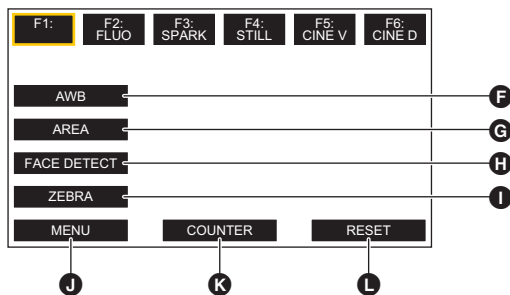 F1:
F2:
FLUO
F3:
SPARK
F4:
STILL
F5:
CINE V
F6:
CINE D
AWB
F
AREA
G
FACE DETECT
H
ZEBRA
I
MENU
COUNTER
RESET
J
K
L